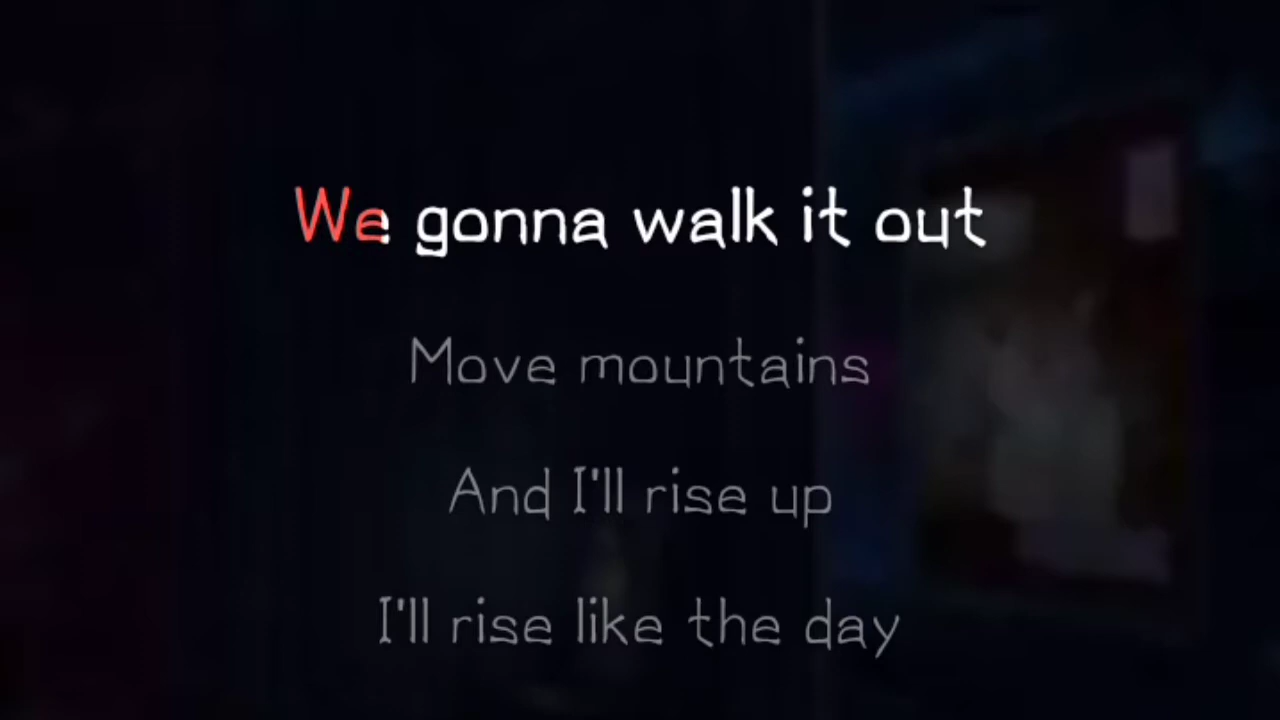 We gonna walk it out
Move mountains
And I'll rise up
I'll rise like the day